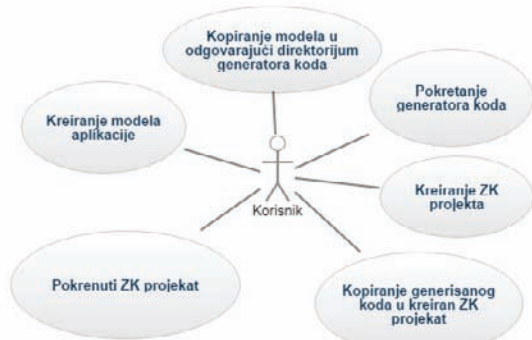 Kopiranje modela u
odgovarajući direktorijum
generatora koda
Pokretanje
generatora koda
Kreiranje modela
aplikacije
Korisnik
Kreiranje ZK
projekta
Pokrenuti ZK projekat
Kopiranje generisanog
koda u kreiran ZK
projekat